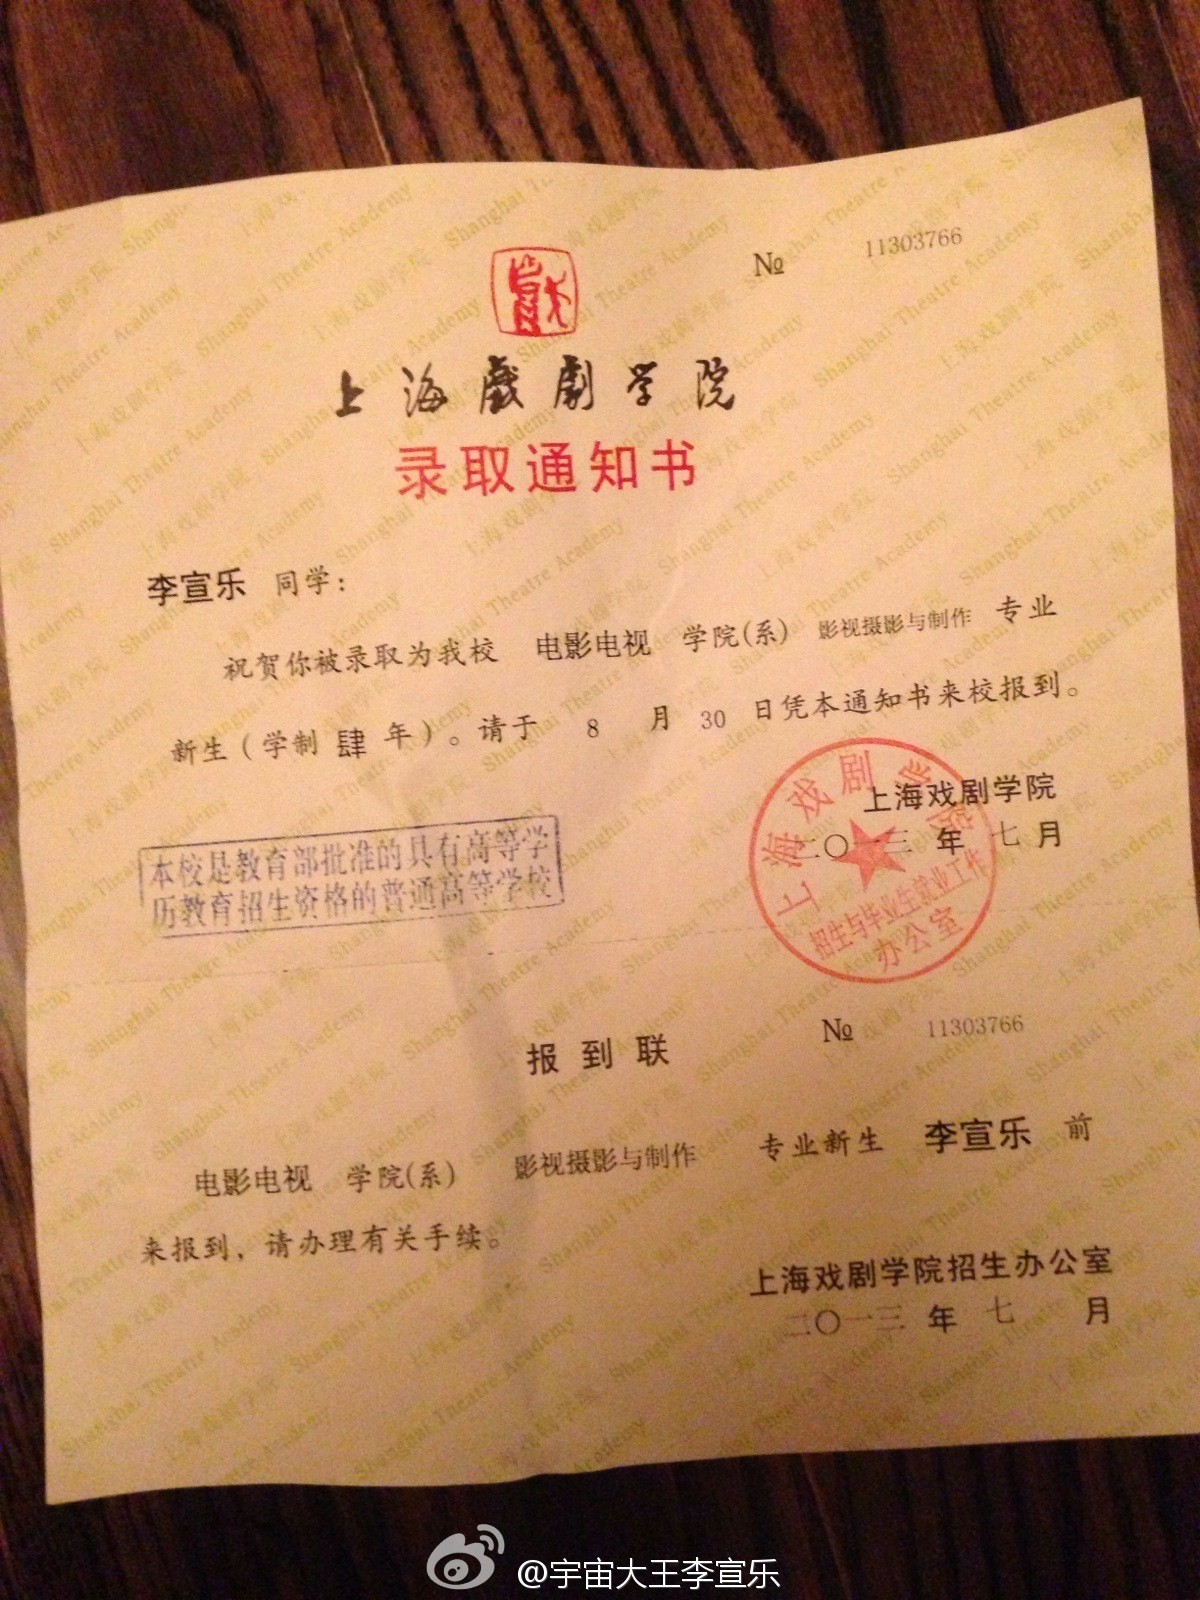 № 11303766
上海戲劇学院
录取通知书
李宣乐 同学：
祝贺你被录取为我校 电影电视 学院(系) 影视摄影与制作 专业
新生（学制 肆 年）。请于 8 月 30 日凭本通知书来校报到。
上海戏剧学院
二〇一三 年 七 月
上海戏剧学院
招生与毕业生就业工作
办公室
本校是教育部批准的具有高等学
历教育招生资格的普通高等学校
№ 11303766
报到联
电影电视 学院(系) 影视摄影与制作 专业新生 李宣乐 前
来报到，请办理有关手续。
上海戏剧学院招生办公室
二〇一三 年 七 月
@宇宙大王李宣乐